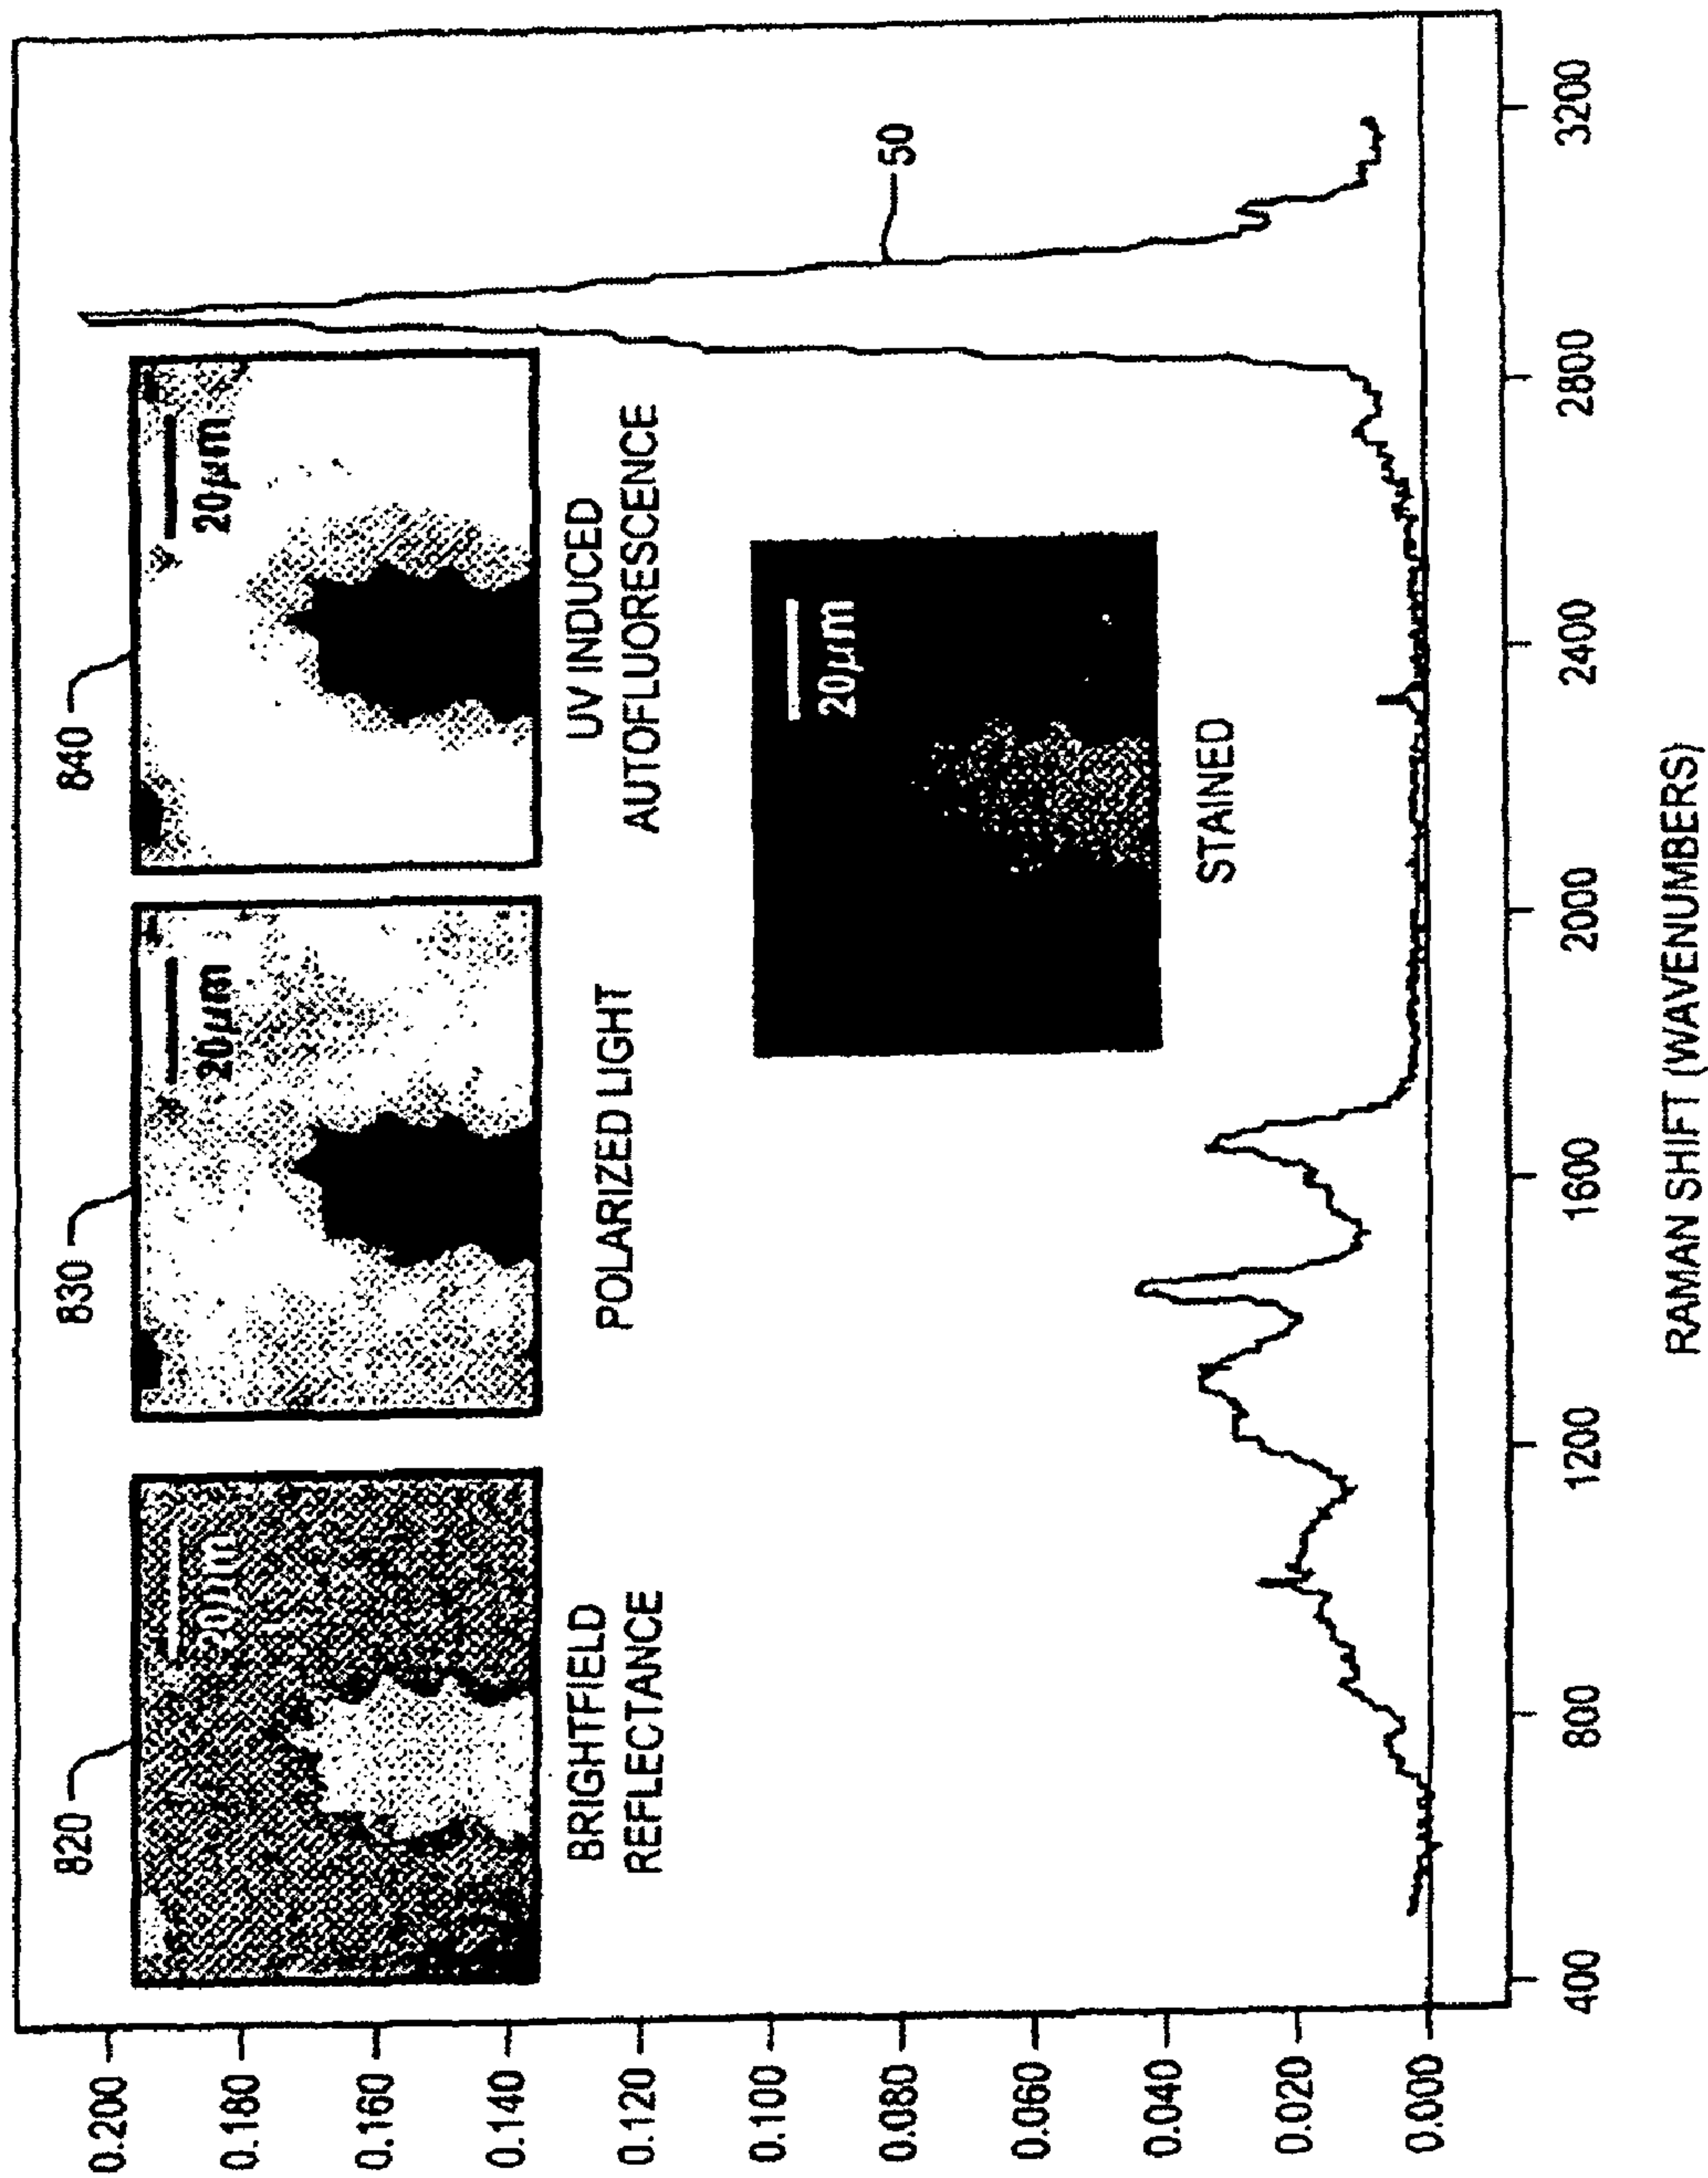 820
830
840
20µm
20µm
20µm
BRIGHTFIELD
REFLECTANCE
POLARIZED LIGHT
UV INDUCED
AUTOFLUORESCENCE
20µm
STAINED
50
0.200
0.180
0.160
0.140
0.120
0.100
0.080
0.060
0.040
0.020
0.000
400
800
1200
1600
2000
2400
2800
3200
RAMAN SHIFT (WAVENUMBERS)